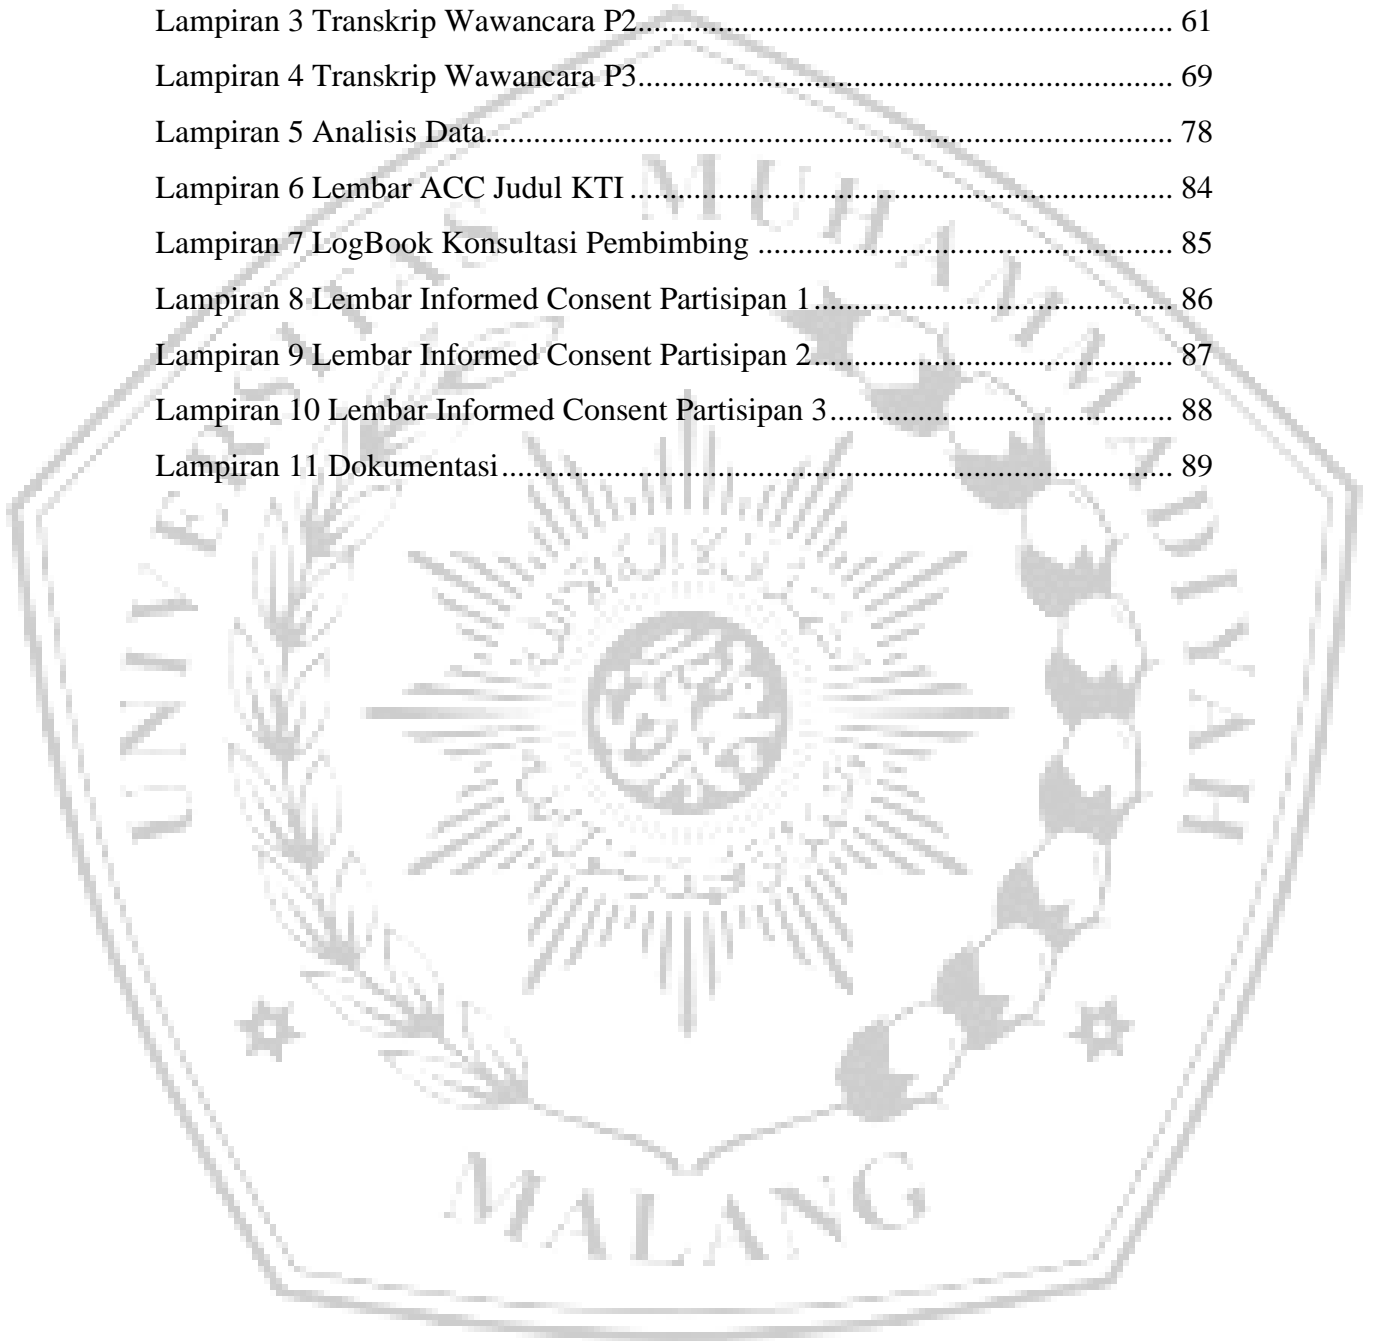 Lampiran 3 Transkrip Wawancara P2.................................................................... 61
Lampiran 4 Transkrip Wawancara P3.................................................................... 69
Lampiran 5 Analisis Data....................................................................................... 78
Lampiran 6 Lembar ACC Judul KTI ..................................................................... 84
Lampiran 7 LogBook Konsultasi Pembimbing ..................................................... 85
Lampiran 8 Lembar Informed Consent Partisipan 1.............................................. 86
Lampiran 9 Lembar Informed Consent Partisipan 2.............................................. 87
Lampiran 10 Lembar Informed Consent Partisipan 3............................................ 88
Lampiran 11 Dokumentasi..................................................................................... 89
UNIVERSITAS MUHAMMADIYAH
MALANG